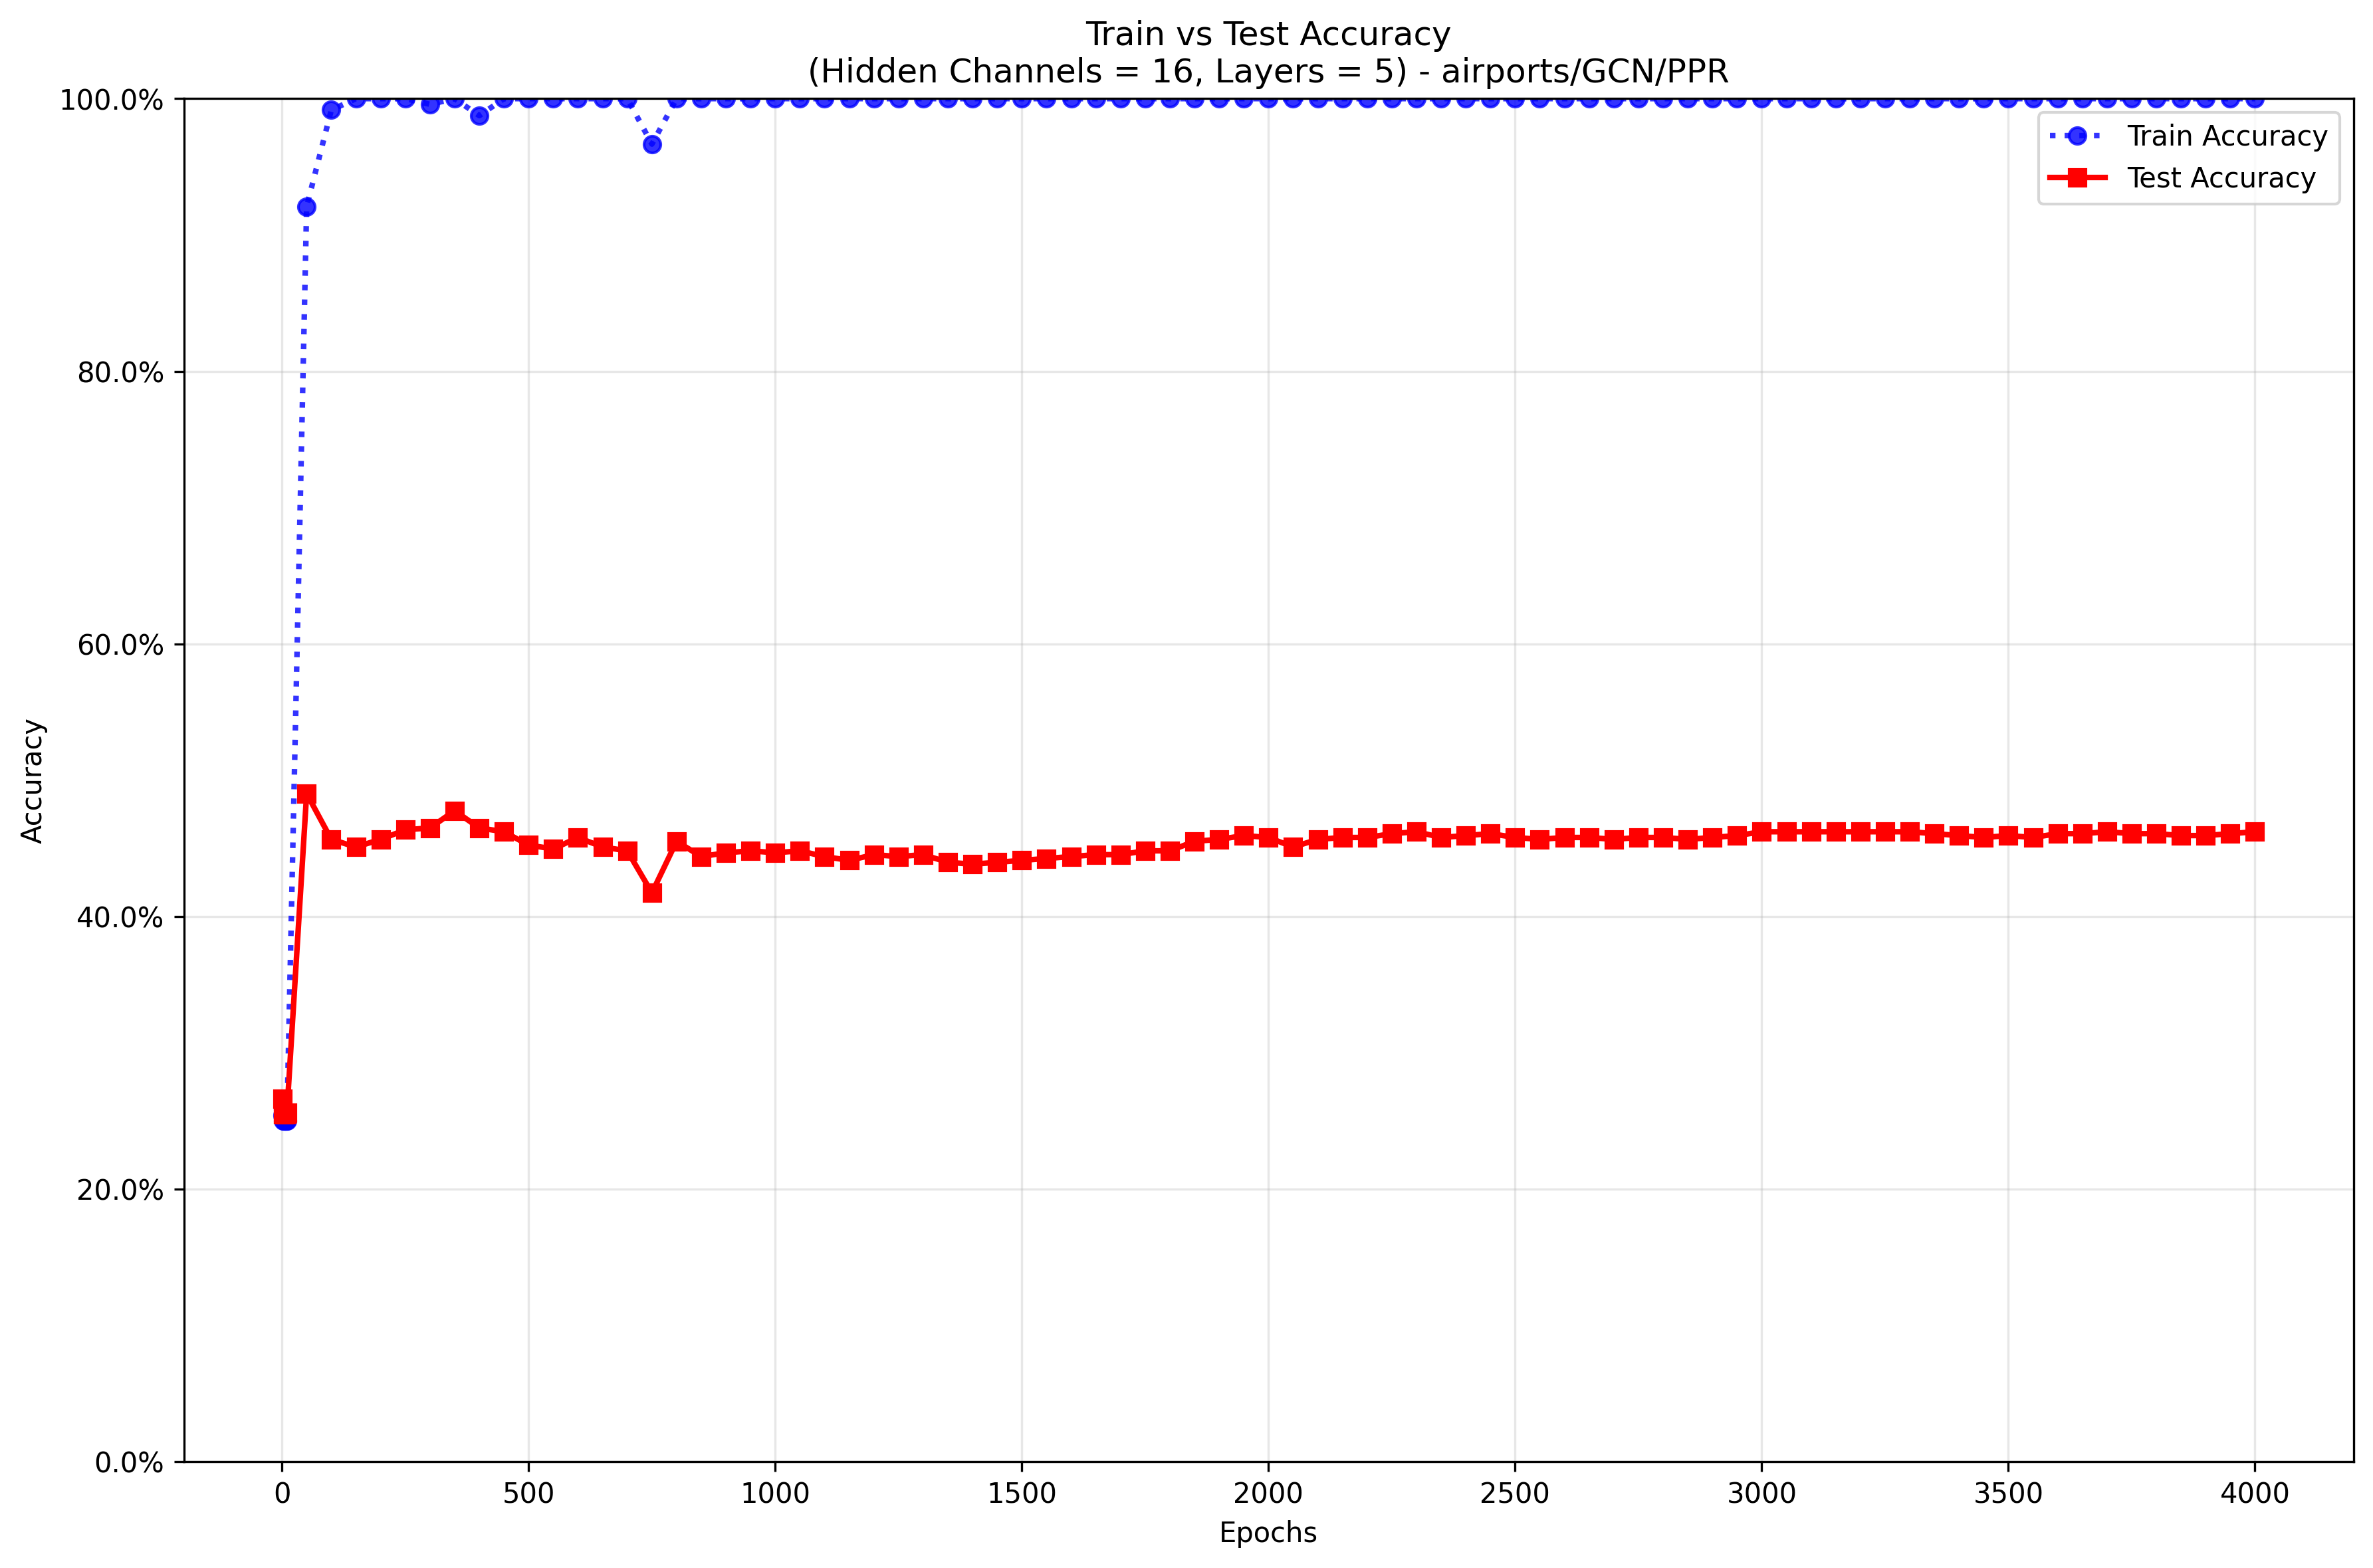 Train vs Test Accuracy
(Hidden Channels = 16, Layers = 5) - airports/GCN/PPR
100.0%
80.0%
60.0%
40.0%
20.0%
0.0%
Accuracy
Train Accuracy
Test Accuracy
0 500 1000 1500 2000 2500 3000 3500 4000
Epochs